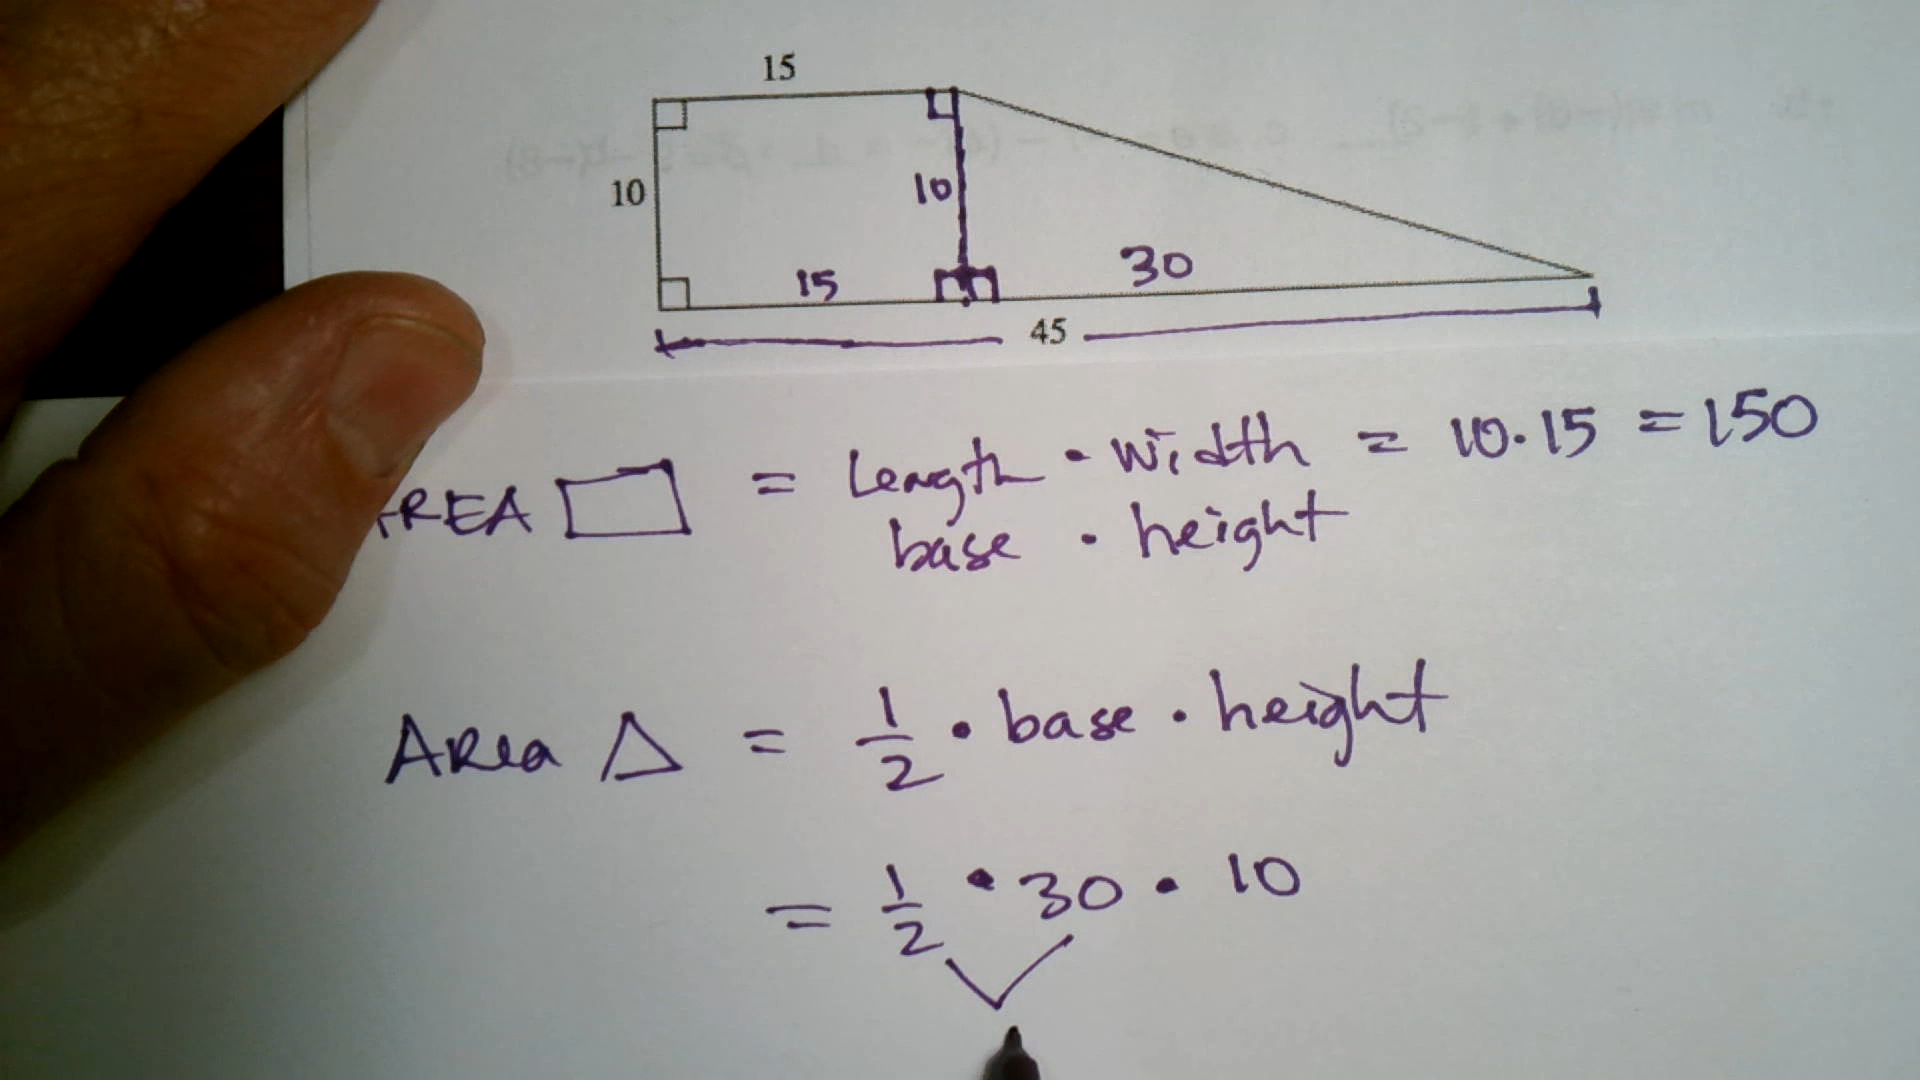 15
10
10
15
30
45
AREA = Length · Width = 10·15 = 150
base · height
Area △ = 1/2 · base · height
= 1/2 · 30 · 10